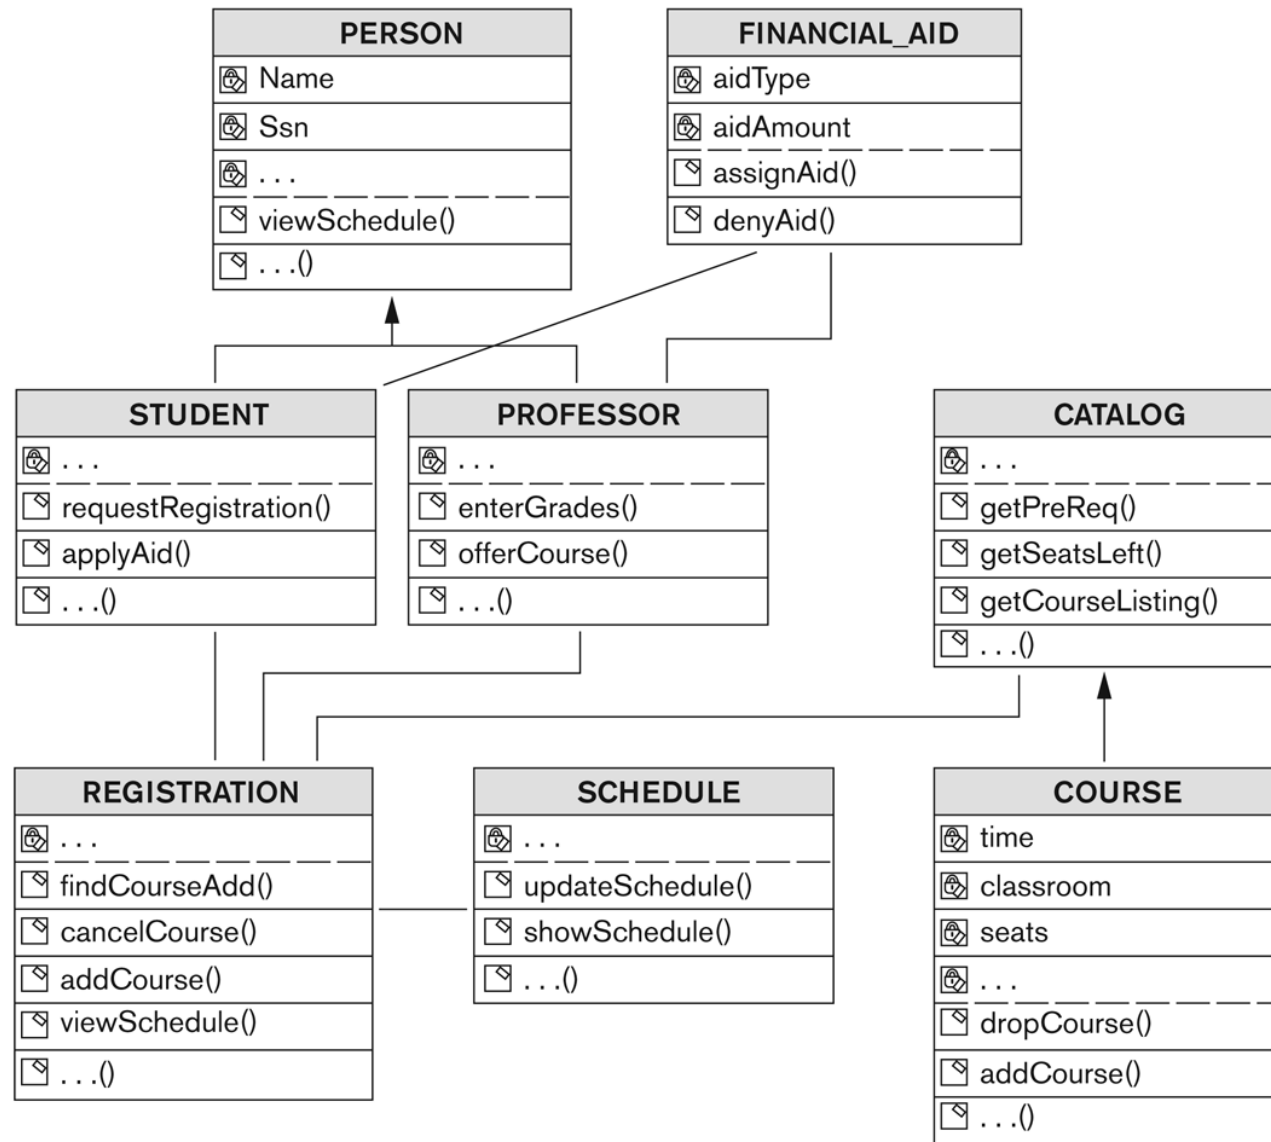 PERSON
Name
Ssn
. . .
viewSchedule()
. . .()
FINANCIAL_AID
aidType
aidAmount
assignAid()
denyAid()
STUDENT
. . .
requestRegistration()
applyAid()
. . .()
PROFESSOR
. . .
enterGrades()
offerCourse()
. . .()
CATALOG
. . .
getPreReq()
getSeatsLeft()
getCourseListing()
. . .()
REGISTRATION
. . .
findCourseAdd()
cancelCourse()
addCourse()
viewSchedule()
. . .()
SCHEDULE
. . .
updateSchedule()
showSchedule()
. . .()
COURSE
time
classroom
seats
. . .
dropCourse()
addCourse()
. . .()